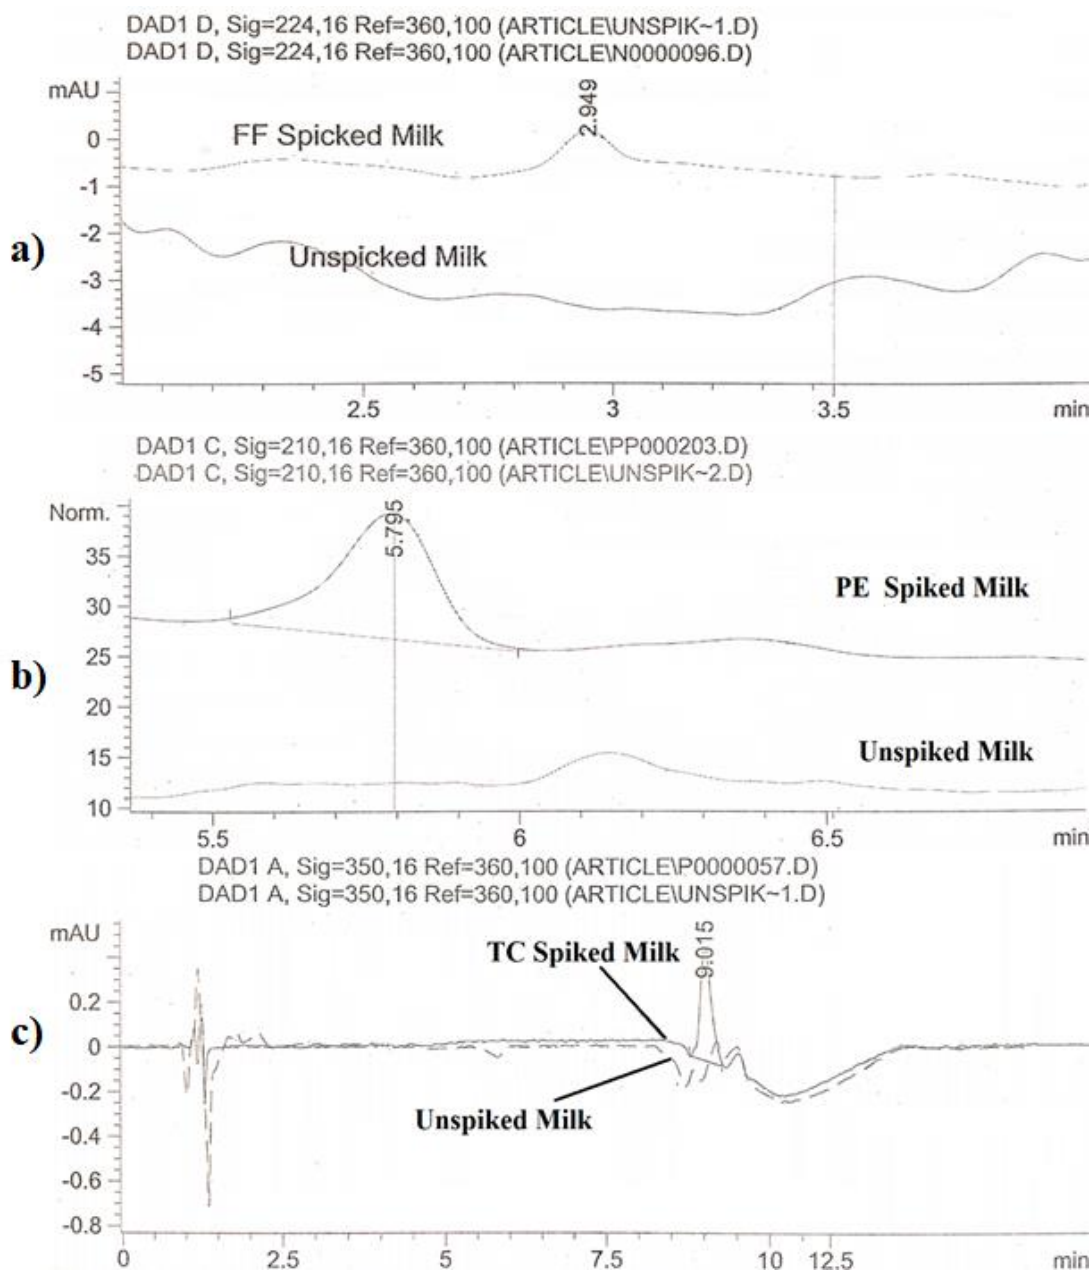 DAD1 D, Sig=224,16 Ref=360,100 (ARTICLE\UNSPIK~1.D)
DAD1 D, Sig=224,16 Ref=360,100 (ARTICLE\N0000096.D)
mAU
2.949
FF Spicked Milk
0
-1
-2
a)
Unspicked Milk
-3
-4
-5
2.5 3 3.5 min
DAD1 C, Sig=210,16 Ref=360,100 (ARTICLE\PP000203.D)
DAD1 C, Sig=210,16 Ref=360,100 (ARTICLE\UNSPIK~2.D)
Norm.
5.795
35
PE Spiked Milk
30
25
b)
20
Unspiked Milk
15
10
5.5 6 6.5 min
DAD1 A, Sig=350,16 Ref=360,100 (ARTICLE\P0000057.D)
DAD1 A, Sig=350,16 Ref=360,100 (ARTICLE\UNSPIK~1.D)
mAU
9.015
TC Spiked Milk
0.2
c)
0
-0.2
Unspiked Milk
-0.4
-0.6
-0.8
0 2.5 5 7.5 10 12.5 min